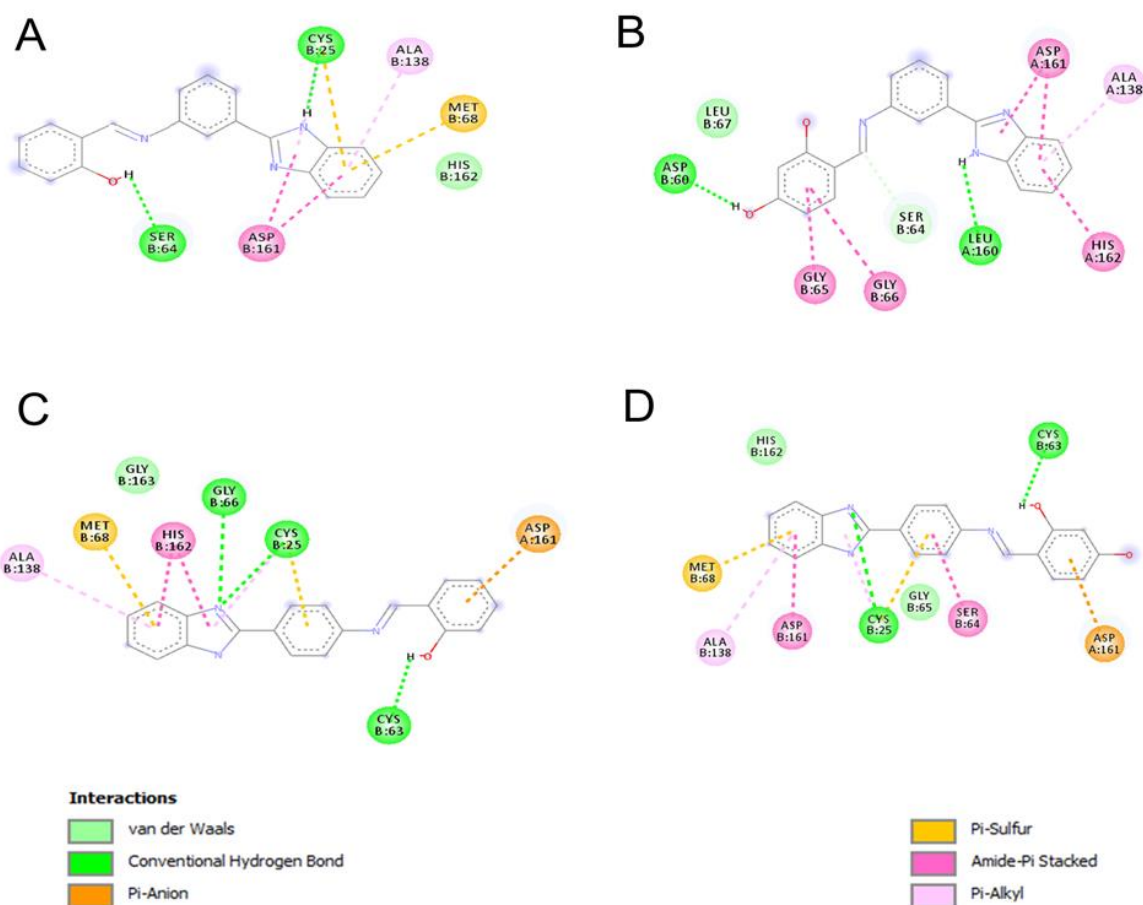 A
CYS
B:25
ALA
B:138
MET
B:68
HIS
B:162
H
N
N
N
O
H
SER
B:64
ASP
B:161
B
ASP
A:161
ALA
A:138
LEU
B:67
ASP
B:60
O
N
N
N
H
H
O
SER
B:64
LEU
A:160
HIS
A:162
GLY
B:65
GLY
B:66
C
GLY
B:163
GLY
B:66
MET
B:68
HIS
B:162
CYS
B:25
ASP
A:161
ALA
B:138
N
N
N
H
O
CYS
B:63
D
HIS
B:162
CYS
B:63
H
O
N
N
N
O
MET
B:68
ALA
B:138
ASP
B:161
CYS
B:25
GLY
B:65
SER
B:64
ASP
A:161
Interactions
van der Waals
Conventional Hydrogen Bond
Pi-Anion
Pi-Sulfur
Amide-Pi Stacked
Pi-Alkyl